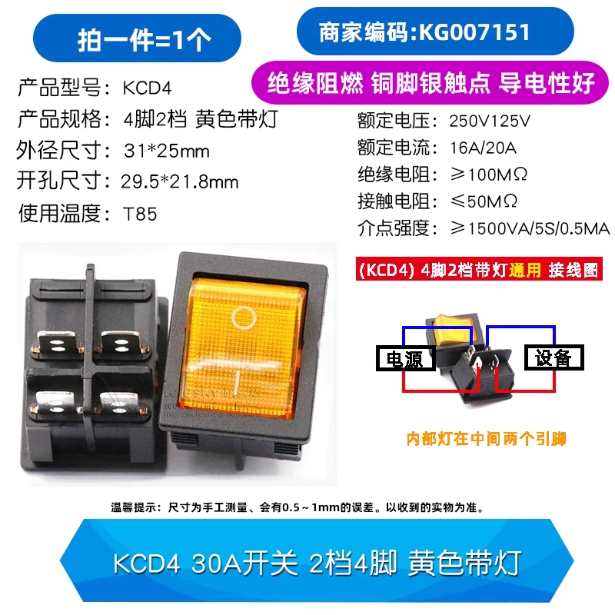 拍一件=1个
商家编码:KG007151
绝缘阻燃 铜脚银触点 导电性好
产品型号: KCD4
产品规格: 4脚2档 黄色带灯
外径尺寸: 31*25mm
开孔尺寸: 29.5*21.8mm
使用温度: T85
额定电压: 250V125V
额定电流: 16A/20A
绝缘电阻: ≥100MΩ
接触电阻: ≤50MΩ
介点强度: ≥1500VA/5S/0.5MA
(KCD4) 4脚2档带灯通用 接线图
电源
设备
内部灯在中间两个引脚
温馨提示: 尺寸为手工测量、会有0.5~1mm的误差。以收到的实物为准。
KCD4 30A开关 2档4脚 黄色带灯